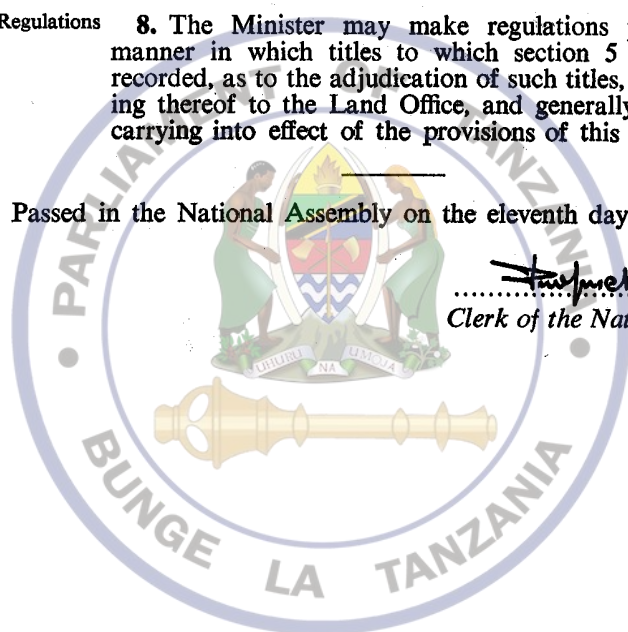 Regulations 8. The Minister may make regulations
manner in which titles to which section 5
recorded, as to the adjudication of such titles,
ing thereof to the Land Office, and generally
carrying into effect of the provisions of this
Passed in the National Assembly on the eleventh day
Clerk of the Nat
PARLIAMENT OF TANZANIA
UHURU NA UMOJA
BUNGE LA TANZANIA